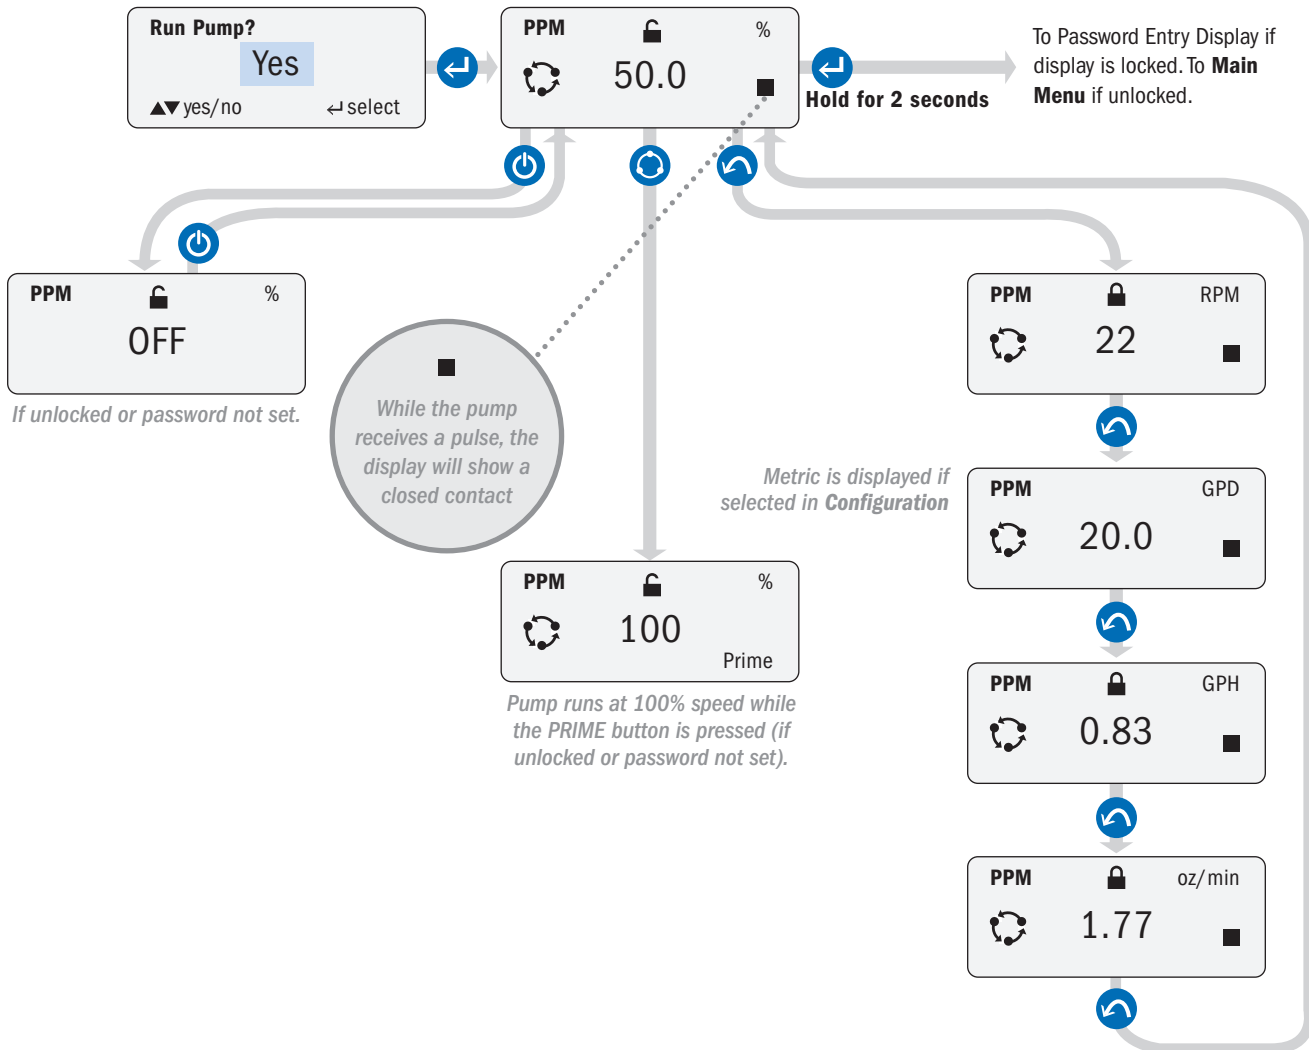 Run Pump?
Yes
▲▼ yes/no ↵ select
PPM %
50.0
Hold for 2 seconds
To Password Entry Display if
display is locked. To Main
Menu if unlocked.
PPM %
OFF
If unlocked or password not set.
While the pump
receives a pulse, the
display will show a
closed contact
PPM %
100
Prime
Pump runs at 100% speed while
the PRIME button is pressed (if
unlocked or password not set).
PPM RPM
22
Metric is displayed if
selected in Configuration
PPM GPD
20.0
PPM GPH
0.83
PPM oz/min
1.77